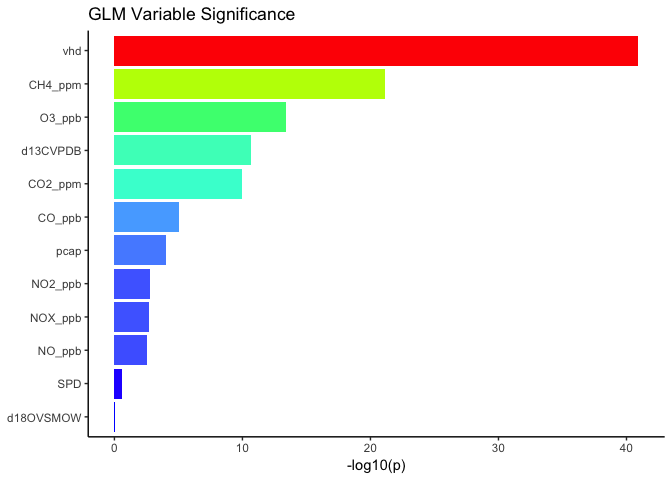 GLM Variable Significance
vhd
CH4_ppm
O3_ppb
d13CVPDB
CO2_ppm
CO_ppb
pcap
NO2_ppb
NOX_ppb
NO_ppb
SPD
d18OVSMOW
0 10 20 30 40
-log10(p)